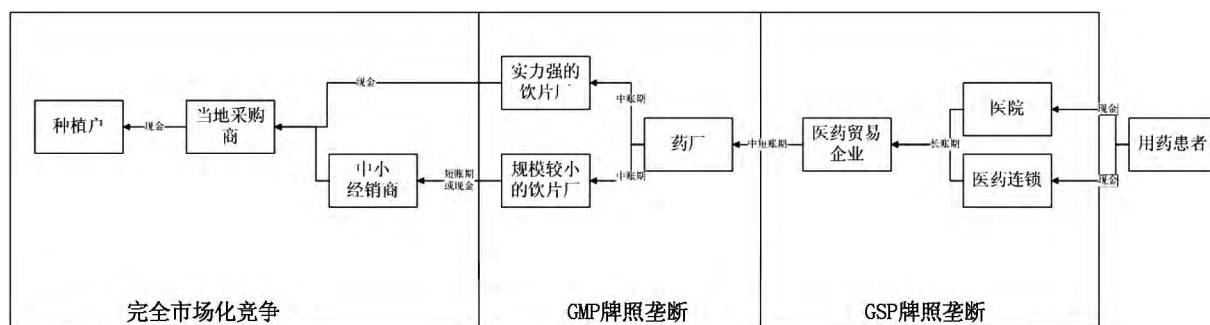 种植户
现金
当地采购
商
现金
中小
经销商
短账期
或现金
实力强的
饮片厂
规模较小
的饮片厂
中账期
中账期
药厂
中短账期
医药贸易
企业
长账期
医院
医药连锁
现金
现金
用药患者
完全市场化竞争
GMP牌照垄断
GSP牌照垄断